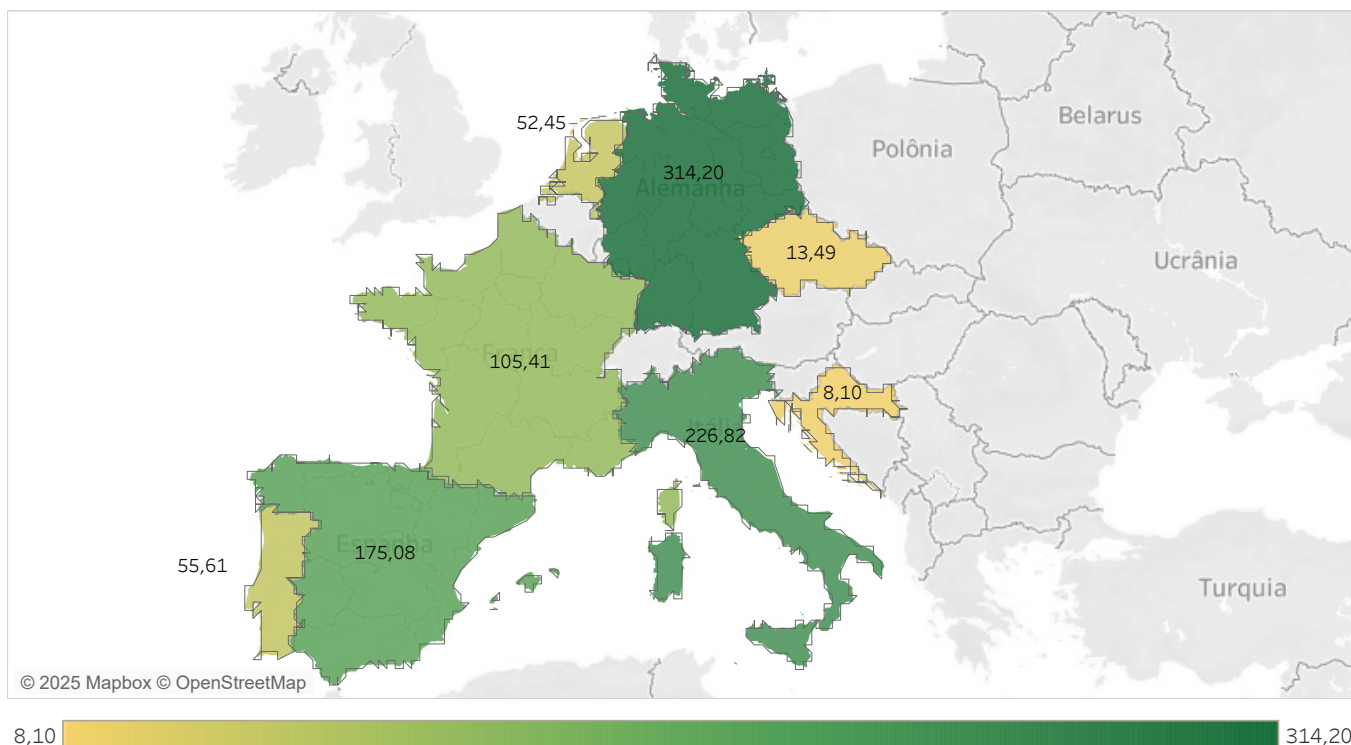 Belarus
52,45
Polônia
314,20
Alemanha
13,49
Ucrânia
França
105,41
8,10
Itália
226,82
Espanha
175,08
55,61
Turquia
© 2025 Mapbox © OpenStreetMap
8,10
314,20